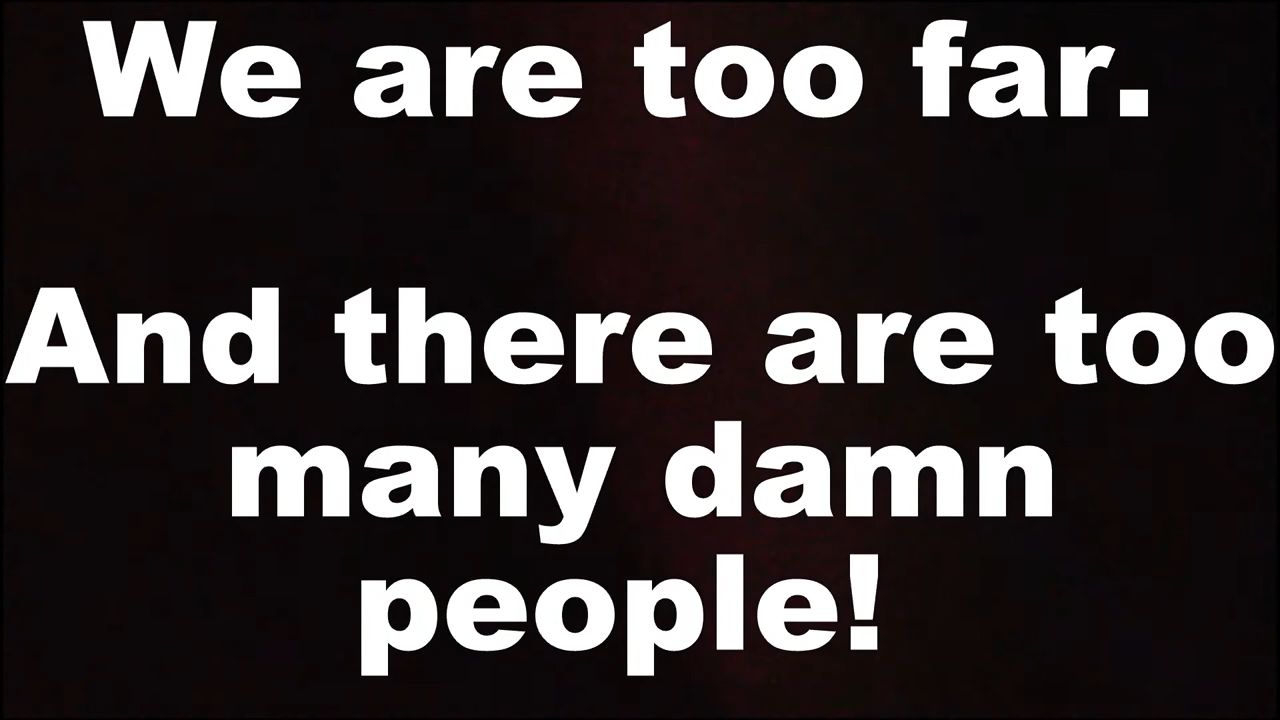 We are too far.
And there are too
many damn
people!